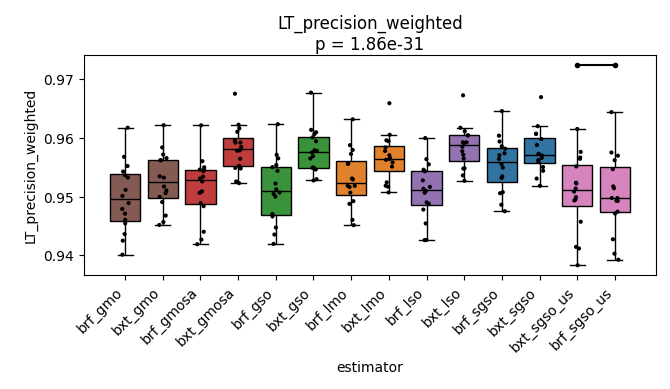 LT_precision_weighted
p = 1.86e-31
LT_precision_weighted
0.97
0.96
0.95
0.94
brf_gmo
bxt_gmo
brf_gmosa
bxt_gmosa
brf_gso
bxt_gso
brf_lmo
bxt_lmo
brf_lso
bxt_lso
brf_sgso
bxt_sgso
bxt_sgso_us
brf_sgso_us
estimator